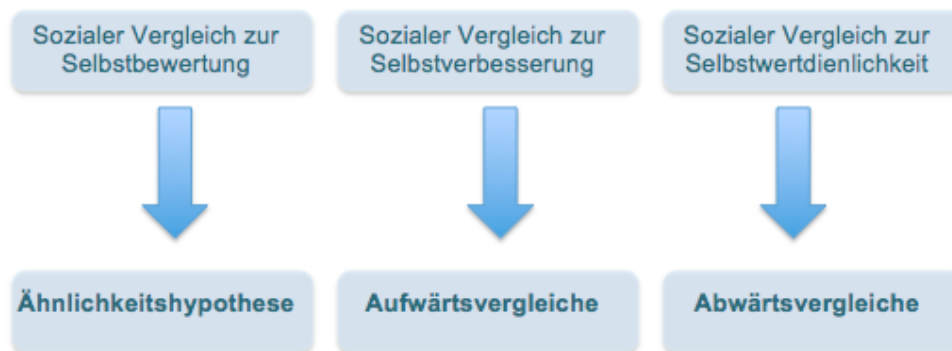 Sozialer Vergleich zur
Selbstbewertung
Sozialer Vergleich zur
Selbstverbesserung
Sozialer Vergleich zur
Selbstwertdienlichkeit
Ähnlichkeitshypothese
Aufwärtsvergleiche
Abwärtsvergleiche